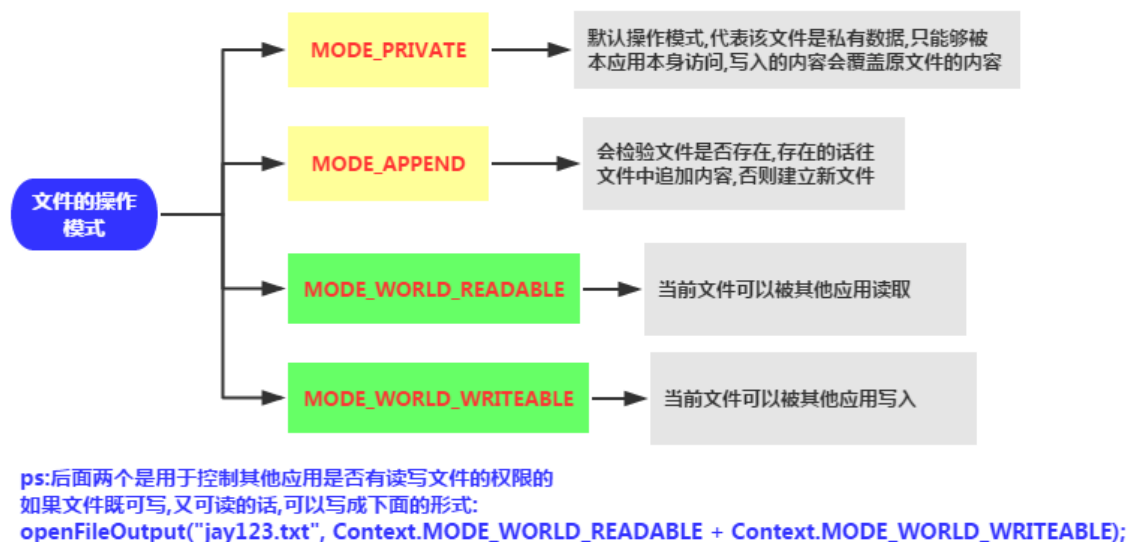 MODE_PRIVATE
默认操作模式,代表该文件是私有数据,只能够被
本应用本身访问,写入的内容会覆盖原文件的内容
MODE_APPEND
会检验文件是否存在,存在的话往
文件中追加内容,否则建立新文件
文件的操作
模式
MODE_WORLD_READABLE
当前文件可以被其他应用读取
MODE_WORLD_WRITEABLE
当前文件可以被其他应用写入
ps:后面两个是用于控制其他应用是否有读写文件的权限的
如果文件既可写,又可读的话,可以写成下面的形式:
openFileOutput("jay123.txt", Context.MODE_WORLD_READABLE + Context.MODE_WORLD_WRITEABLE);